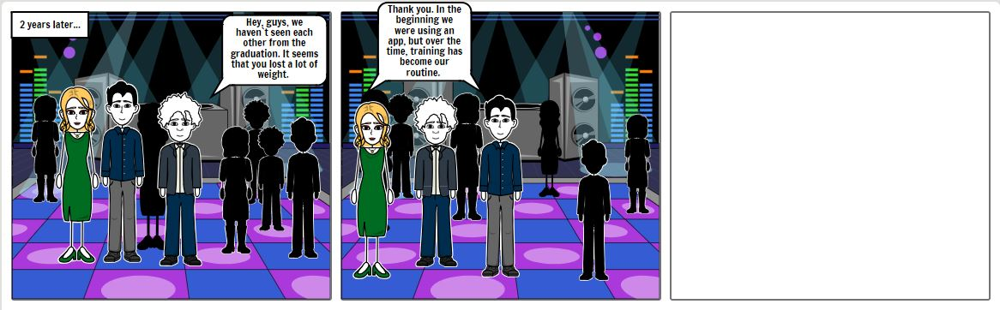 2 years later...
Hey, guys, we
haven`t seen each
other from the
graduation. It seems
that you lost a lot of
weight.
Thank you. In the
beginning we
were using an
app, but over the
time, training has
become our
routine.